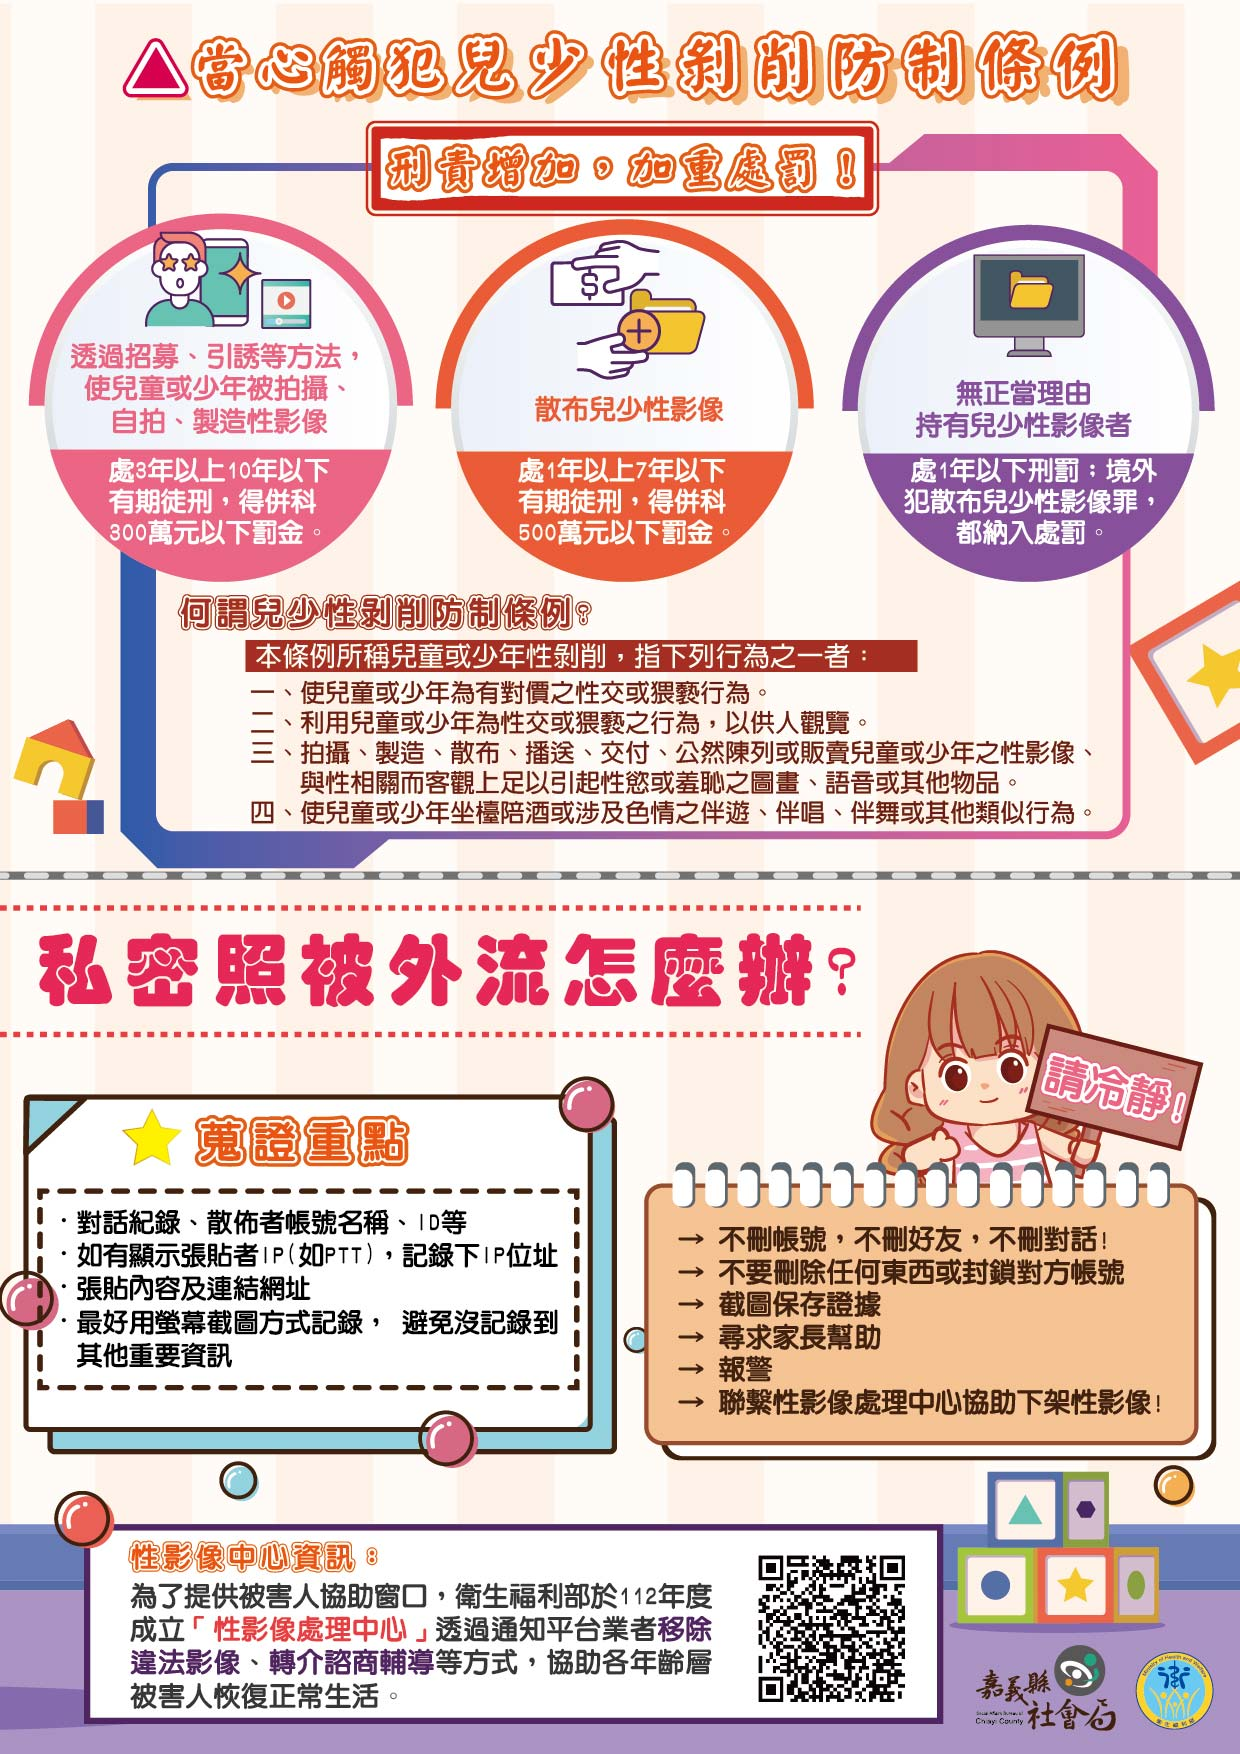 當心觸犯兒少性剝削防制條例
刑責增加，加重處罰！
透過招募、引誘等方法，
使兒童或少年被拍攝、
自拍、製造性影像
處3年以上10年以下
有期徒刑，得併科
300萬元以下罰金。
散布兒少性影像
處1年以上7年以下
有期徒刑，得併科
500萬元以下罰金。
無正當理由
持有兒少性影像者
處1年以下刑罰；境外
犯散布兒少性影像罪，
都納入處罰。
何謂兒少性剝削防制條例？
本條例所稱兒童或少年性剝削，指下列行為之一者：
一、使兒童或少年為有對價之性交或猥褻行為。
二、利用兒童或少年為性交或猥褻之行為，以供人觀覽。
三、拍攝、製造、散布、播送、交付、公然陳列或販賣兒童或少年之性影像、
與性相關而客觀上足以引起性慾或羞恥之圖畫、語音或其他物品。
四、使兒童或少年坐檯陪酒或涉及色情之伴遊、伴唱、伴舞或其他類似行為。
私密照被外流怎麼辦？
請冷靜！
蒐證重點
·對話紀錄、散佈者帳號名稱、ID等
·如有顯示張貼者IP(如PTT)，記錄下IP位址
·張貼內容及連結網址
·最好用螢幕截圖方式記錄， 避免沒記錄到
其他重要資訊
→ 不刪帳號，不刪好友，不刪對話！
→ 不要刪除任何東西或封鎖對方帳號
→ 截圖保存證據
→ 尋求家長幫助
→ 報警
→ 聯繫性影像處理中心協助下架性影像！
性影像中心資訊：
為了提供被害人協助窗口，衛生福利部於112年度
成立「性影像處理中心」透過通知平台業者移除
違法影像、轉介諮商輔導等方式，協助各年齡層
被害人恢復正常生活。
嘉義縣
社會局
Social Affairs Bureau of
Chiayi County
Ministry of Health and Welfare
衛生福利部